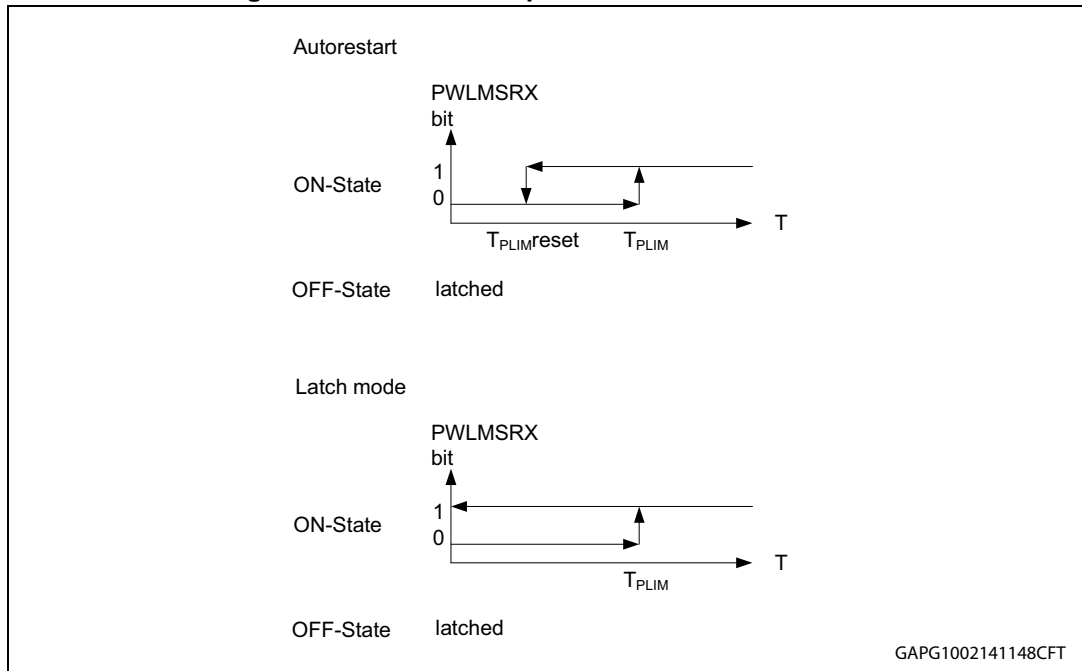 Autorestart
PWLMSRX
bit
1
ON-State
0
T
TPLIMreset TPLIM
OFF-State latched
Latch mode
PWLMSRX
bit
1
ON-State
0
T
TPLIM
OFF-State latched
GAPG1002141148CFT